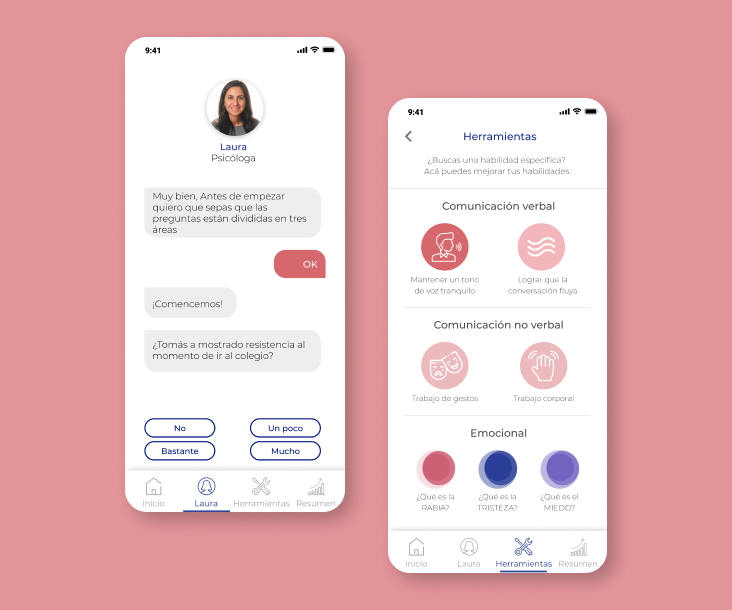 9:41
Laura
Psicóloga
Muy bien, Antes de empezar
quiero que sepas que las
preguntas están divididas en tres
áreas
OK
¡Comencemos!
¿Tomás a mostrado resistencia al
momento de ir al colegio?
No
Un poco
Bastante
Mucho
Inicio
Laura
Herramientas
Resumen
9:41
Herramientas
¿Buscas una habilidad específica?
Acá puedes mejorar tus habilidades.
Comunicación verbal
Mantener un tono
de voz tranquilo
Lograr que la
conversación fluya
Comunicación no verbal
Trabajo de gestos
Trabajo corporal
Emocional
¿Qué es la
RABIA?
¿Qué es la
TRISTEZA?
¿Qué es el
MIEDO?
Inicio
Laura
Herramientas
Resumen